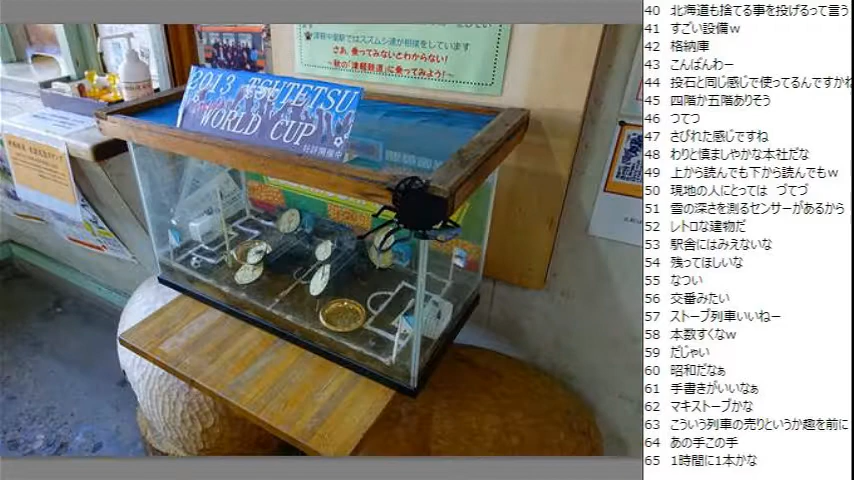 津軽中里駅ではスズムシ達が相撲をしています
さあ、乗ってみないとわからない!
~秋の「津軽鉄道」に乗ってみよう!~
2013 TSUTETSU
WORLD CUP
好評開催中
40 北海道も捨てる事を投げるって言う
41 すごい設備w
42 格納庫
43 こんばんわー
44 投石と同じ感じで使ってるんですかね
45 四階か五階ありそう
46 つてつ
47 さびれた感じですね
48 わりと慎ましやかな本社だな
49 上から読んでも下から読んでもw
50 現地の人にとっては づてづ
51 雪の深さを測るセンサーがあるから
52 レトロな建物だ
53 駅舎にはみえないな
54 残ってほしいな
55 なつい
56 交番みたい
57 ストーブ列車いいねー
58 本数すくなw
59 だじゃい
60 昭和だなぁ
61 手書きがいいなぁ
62 マキストーブかな
63 こういう列車の売りというか趣を前に
64 あの手この手
65 1時間に1本かな